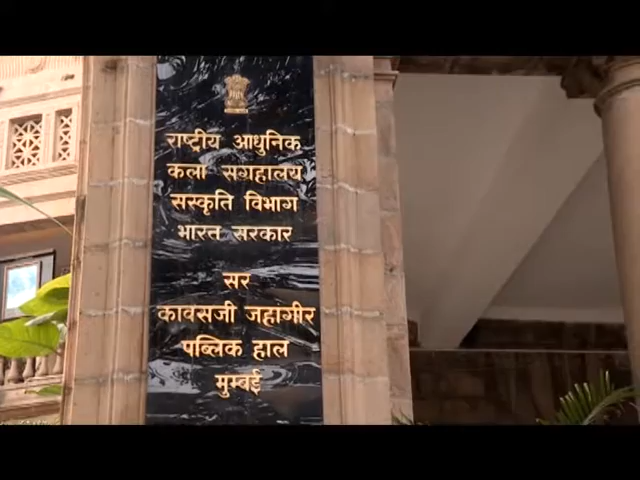 राष्ट्रीय आधुनिक
कला संग्रहालय
संस्कृति विभाग
भारत सरकार
सर
कावसजी जहागीर
पब्लिक हाल
मुम्बई